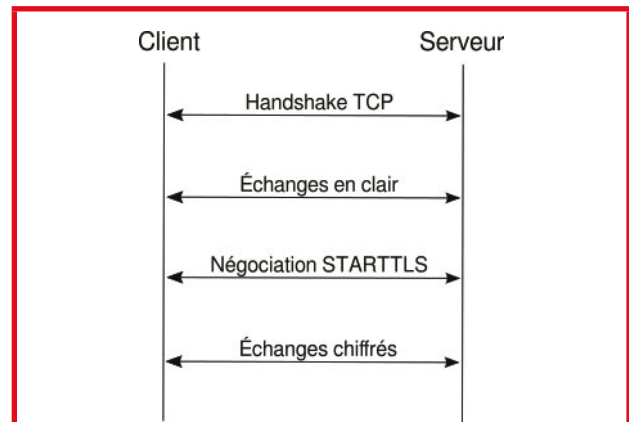 Client Serveur
Handshake TCP
Échanges en clair
Négociation STARTTLS
Échanges chiffrés